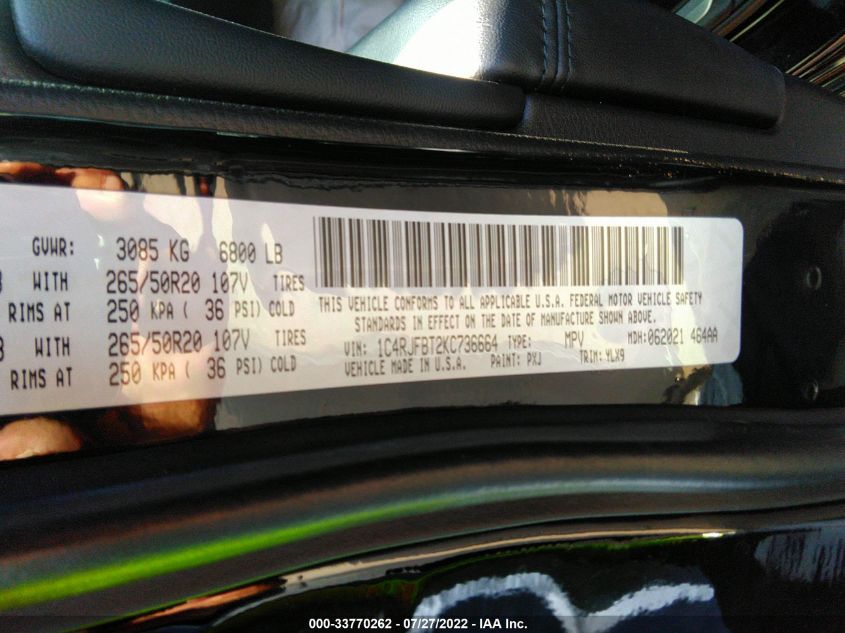 GVWR: 3085 KG 6800 LB
WITH 265/50R20 107V TIRES
RIMS AT 250 KPA ( 36 PSI) COLD
WITH 265/50R20 107V TIRES
RIMS AT 250 KPA ( 36 PSI) COLD
THIS VEHICLE CONFORMS TO ALL APPLICABLE U.S.A. FEDERAL MOTOR VEHICLE SAFETY
STANDARDS IN EFFECT ON THE DATE OF MANUFACTURE SHOWN ABOVE.
VIN: 1C4RJFBT2KC736664 TYPE: MPV MDH: 062021 464AA
VEHICLE MADE IN U.S.A. PAINT: PXJ TRIM: YLX9
000-33770262 - 07/27/2022 - IAA Inc.